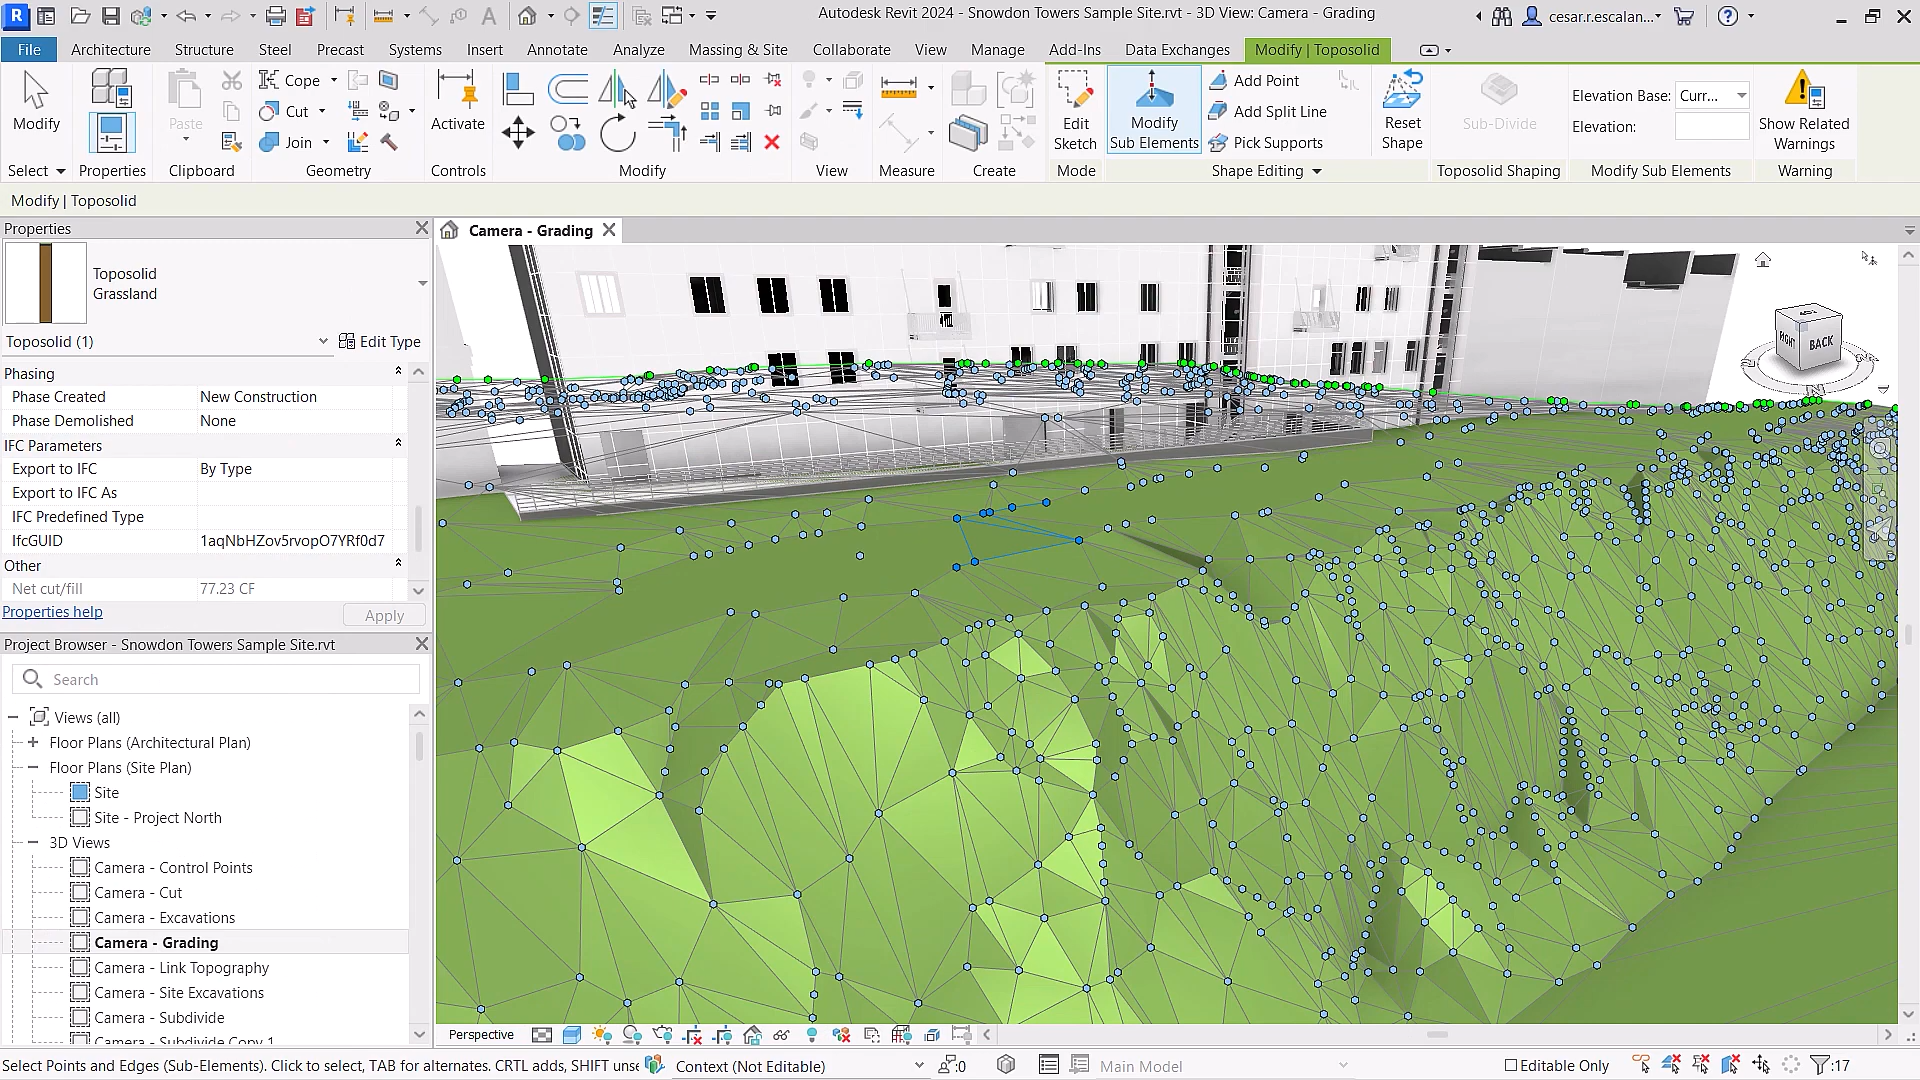 Autodesk Revit 2024 - Snowdon Towers Sample Site.rvt - 3D View: Camera - Grading
cesar.r.escalan...
File Architecture Structure Steel Precast Systems Insert Annotate Analyze Massing & Site Collaborate View Manage Add-Ins Data Exchanges Modify | Toposolid
Modify
Paste
Cope
Cut
Join
Activate
Edit Sketch
Modify Sub Elements
Add Point
Add Split Line
Pick Supports
Reset Shape
Sub-Divide
Elevation Base: Curr...
Elevation:
Show Related Warnings
Select Properties Clipboard Geometry Controls Modify View Measure Create Mode Shape Editing Toposolid Shaping Modify Sub Elements Warning
Modify | Toposolid
Properties
Toposolid
Grassland
Toposolid (1)
Edit Type
Phasing
Phase Created New Construction
Phase Demolished None
IFC Parameters
Export to IFC By Type
Export to IFC As
IFC Predefined Type
IfcGUID 1aqNbHZov5rvopO7YRf0d7
Other
Net cut/fill 77.23 CF
Properties help
Apply
Project Browser - Snowdon Towers Sample Site.rvt
Search
Views (all)
Floor Plans (Architectural Plan)
Floor Plans (Site Plan)
Site
Site - Project North
3D Views
Camera - Control Points
Camera - Cut
Camera - Excavations
Camera - Grading
Camera - Link Topography
Camera - Site Excavations
Camera - Subdivide
Camera - Subdivide Copy 1
Camera - Grading
RIGHT
BACK
Perspective
Select Points and Edges (Sub-Elements). Click to select, TAB for alternates. CRTL adds, SHIFT unse
Context (Not Editable)
:0
Main Model
Editable Only
:17